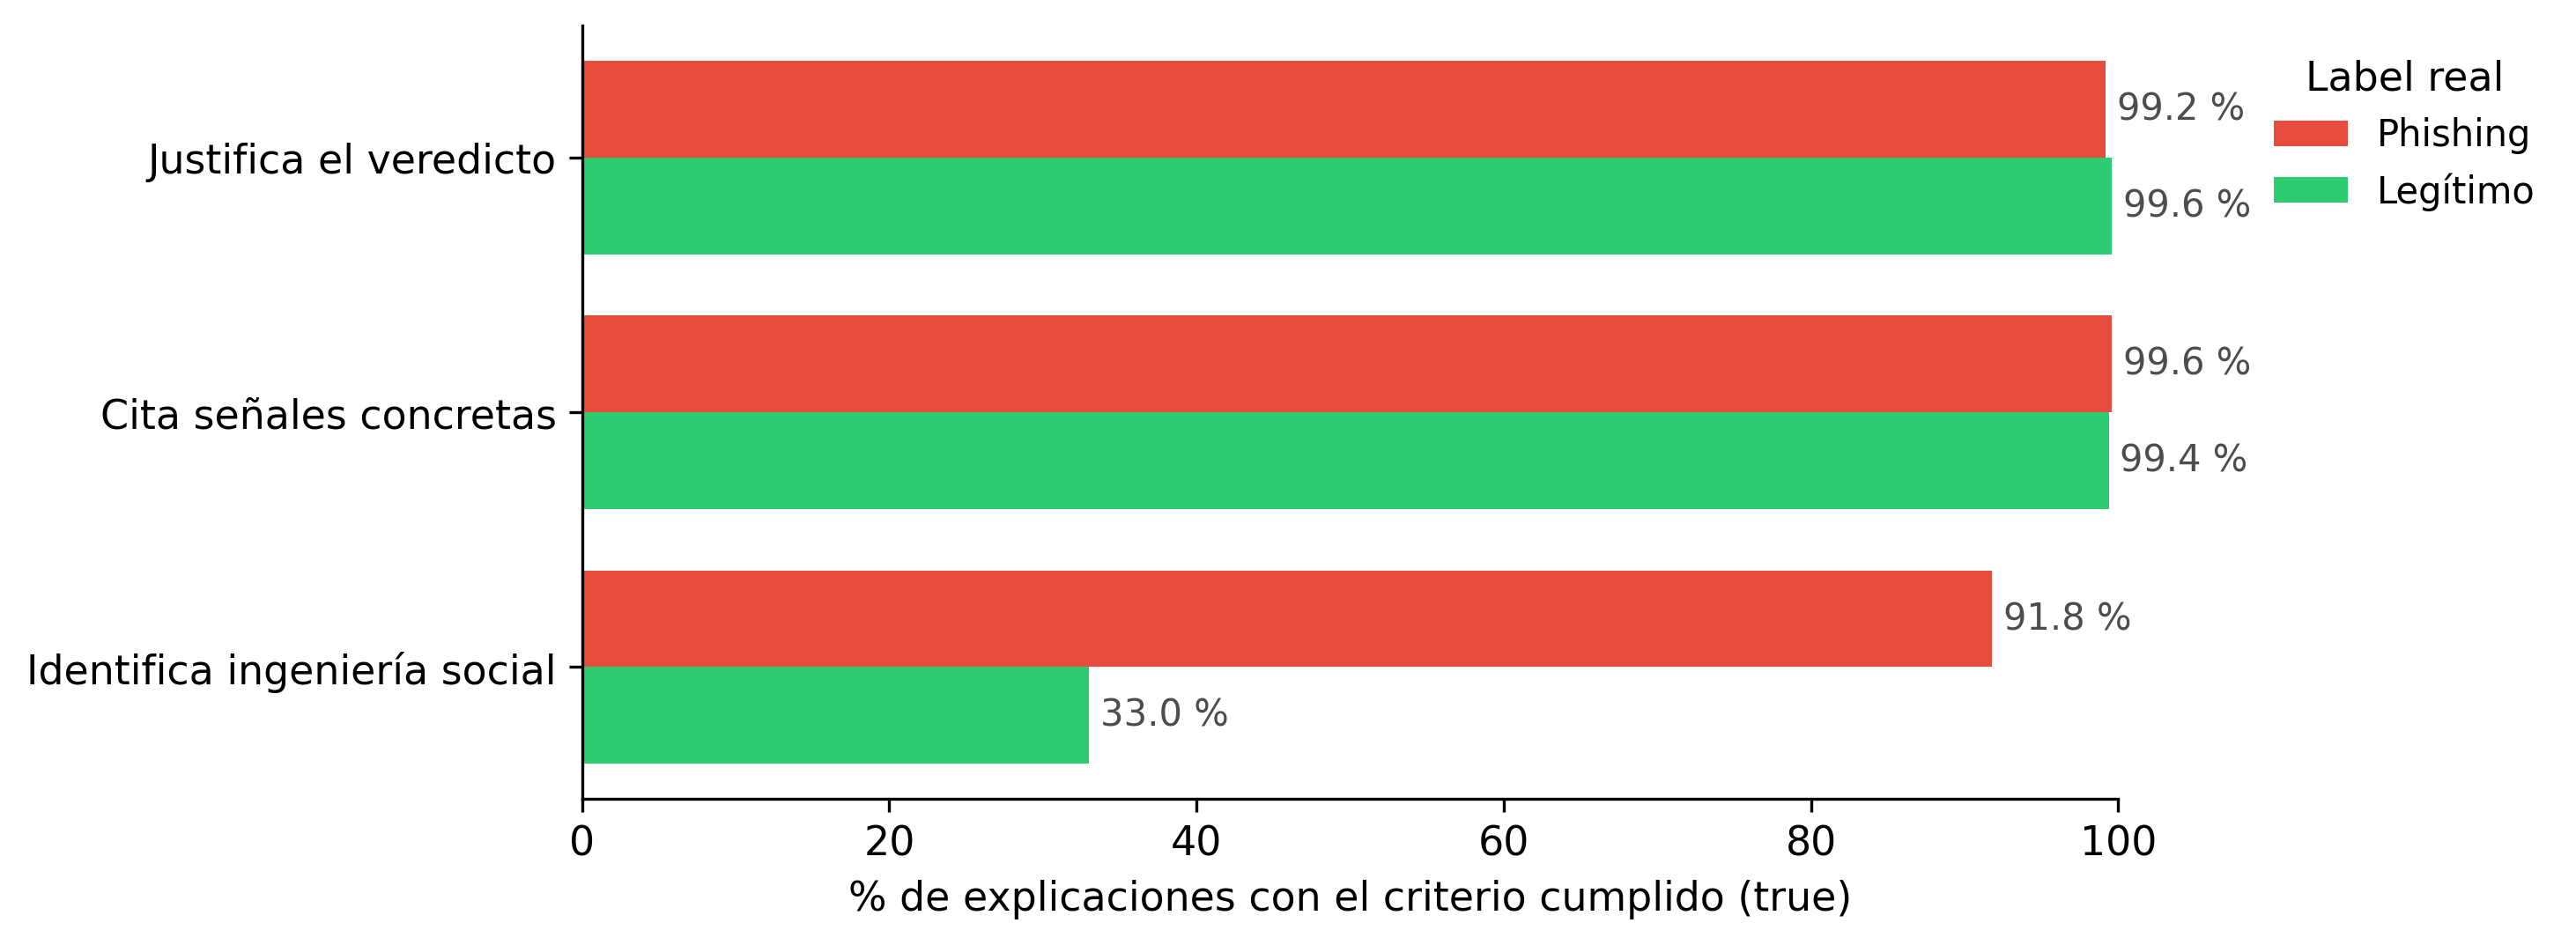 Label real
Phishing
Legítimo
Justifica el veredicto
99.2 %
99.6 %
Cita señales concretas
99.6 %
99.4 %
Identifica ingeniería social
91.8 %
33.0 %
0 20 40 60 80 100
% de explicaciones con el criterio cumplido (true)